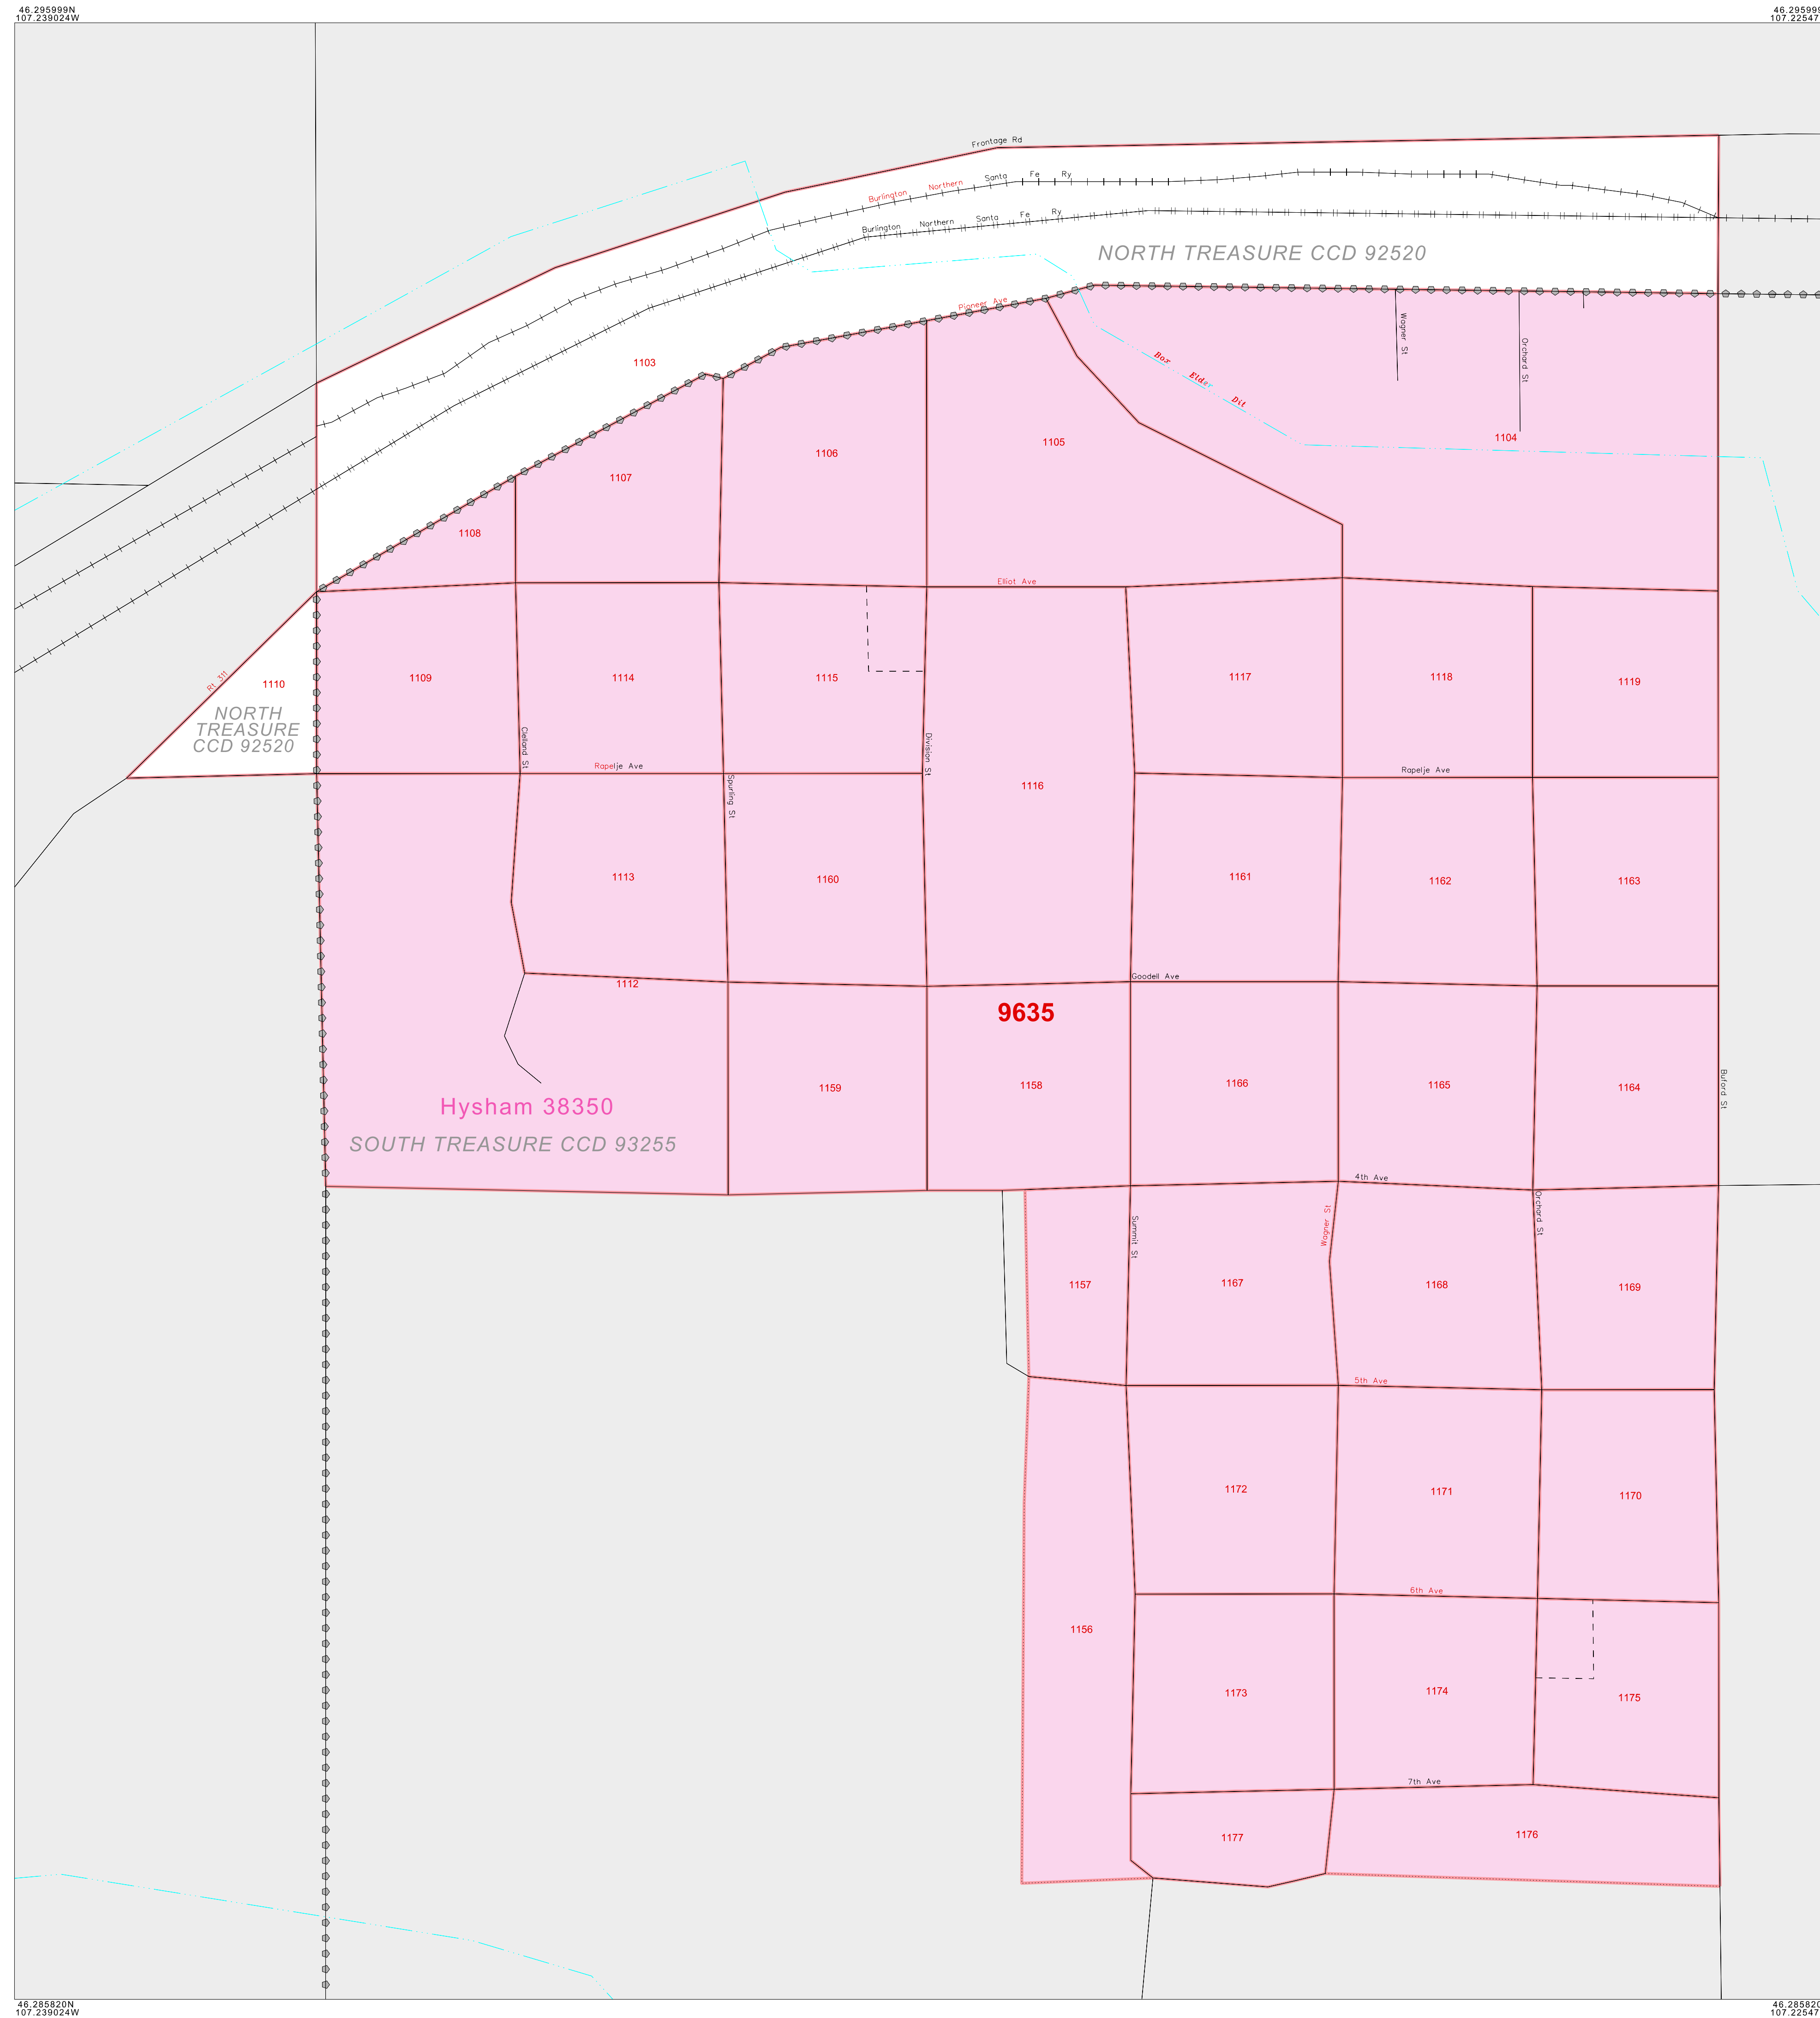 46.295999N
107.239024W
46.295999
107.22547
Frontage Rd
Burlington Northern Santa Fe Ry
Burlington Northern Santa Fe Ry
NORTH TREASURE CCD 92520
Pioneer Ave
Wagner St
Orchard St
Box Elder Dit
1103
1104
1105
1106
1107
1108
Elliot Ave
Rt 311
1110
NORTH
TREASURE
CCD 92520
1109
1114
1115
1117
1118
1119
Clelland St
Division St
Rapelje Ave
Rapelje Ave
Spurling St
1116
1113
1160
1161
1162
1163
1112
Goodell Ave
9635
1159
1158
1166
1165
1164
Buford St
Hysham 38350
SOUTH TREASURE CCD 93255
4th Ave
Summit St
Wagner St
Orchard St
1157
1167
1168
1169
5th Ave
1172
1171
1170
6th Ave
1156
1173
1174
1175
7th Ave
1177
1176
46.285820N
107.239024W
46.285820
107.22547